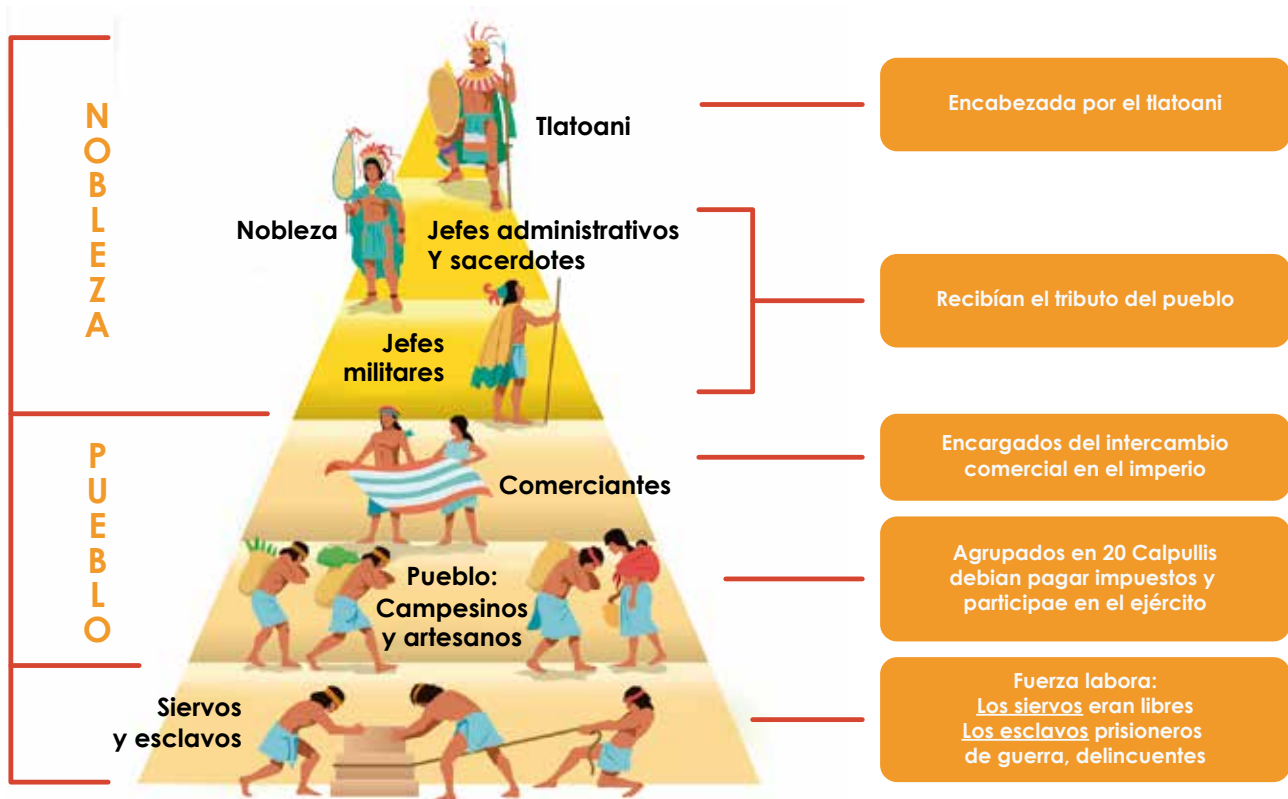 NOBLEZA
PUEBLO
Tlatoani
Nobleza
Jefes administrativos
Y sacerdotes
Jefes
militares
Comerciantes
Pueblo:
Campesinos
y artesanos
Siervos
y esclavos
Encabezada por el tlatoani
Recibían el tributo del pueblo
Encargados del intercambio
comercial en el imperio
Agrupados en 20 Calpullis
debian pagar impuestos y
participae en el ejército
Fuerza labora:
Los siervos eran libres
Los esclavos prisioneros
de guerra, delincuentes